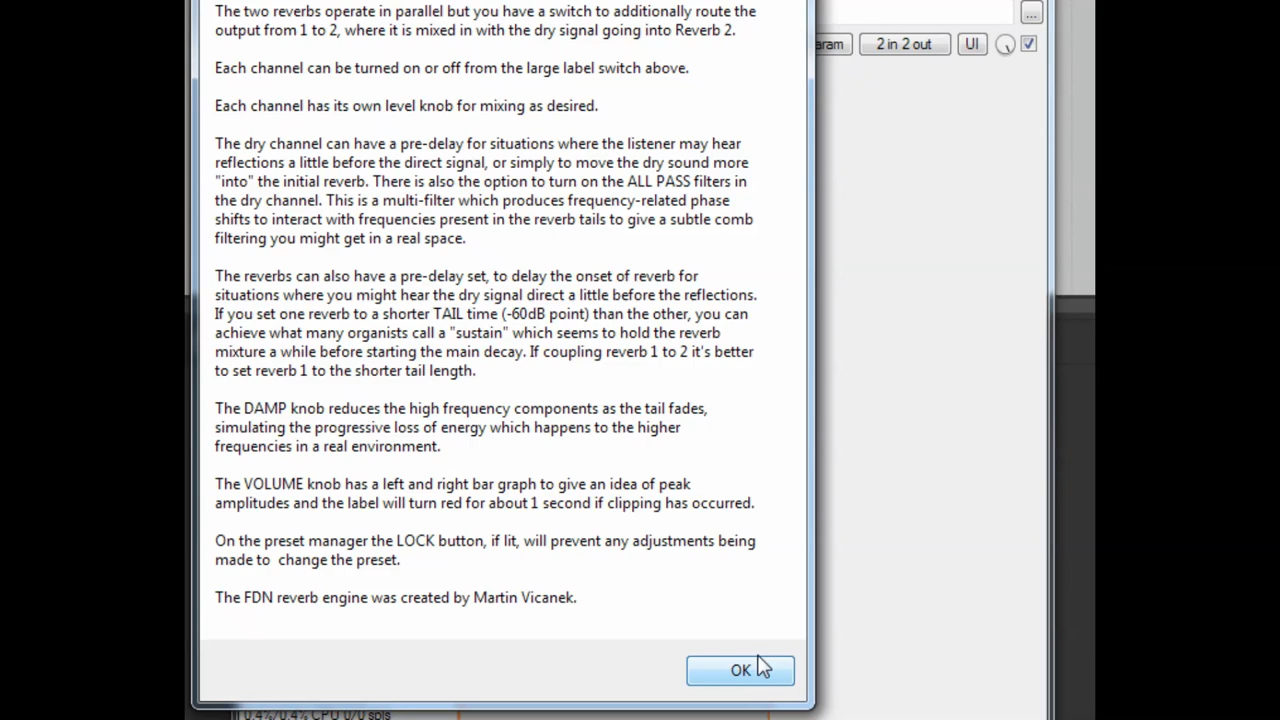 The two reverbs operate in parallel but you have a switch to additionally route the
output from 1 to 2, where it is mixed in with the dry signal going into Reverb 2.
...
aram 2 in 2 out UI
Each channel can be turned on or off from the large label switch above.
Each channel has its own level knob for mixing as desired.
The dry channel can have a pre-delay for situations where the listener may hear
reflections a little before the direct signal, or simply to move the dry sound more
"into" the initial reverb. There is also the option to turn on the ALL PASS filters in
the dry channel. This is a multi-filter which produces frequency-related phase
shifts to interact with frequencies present in the reverb tails to give a subtle comb
filtering you might get in a real space.
The reverbs can also have a pre-delay set, to delay the onset of reverb for
situations where you might hear the dry signal direct a little before the reflections.
If you set one reverb to a shorter TAIL time (-60dB point) than the other, you can
achieve what many organists call a "sustain" which seems to hold the reverb
mixture a while before starting the main decay. If coupling reverb 1 to 2 it's better
to set reverb 1 to the shorter tail length.
The DAMP knob reduces the high frequency components as the tail fades,
simulating the progressive loss of energy which happens to the higher
frequencies in a real environment.
The VOLUME knob has a left and right bar graph to give an idea of peak
amplitudes and the label will turn red for about 1 second if clipping has occurred.
On the preset manager the LOCK button, if lit, will prevent any adjustments being
made to  change the preset.
The FDN reverb engine was created by Martin Vicanek.
OK
0.4%/0.4% CPU 0/0 spls